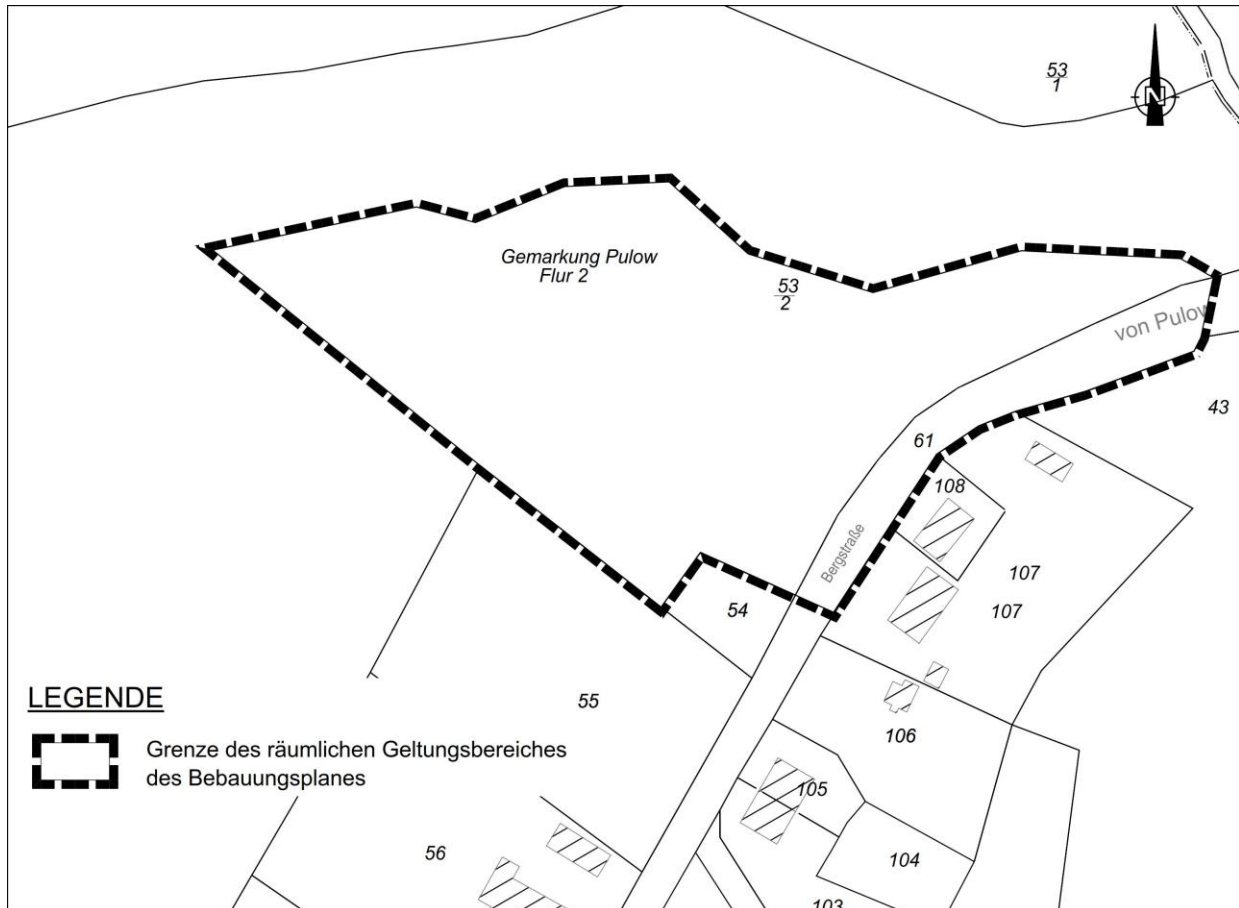 53
1
N
Gemarkung Pulow
Flur 2
53
2
von Pulow
43
61
108
Bergstraße
107
107
54
LEGENDE
55
Grenze des räumlichen Geltungsbereiches
des Bebauungsplanes
106
105
56
104
103